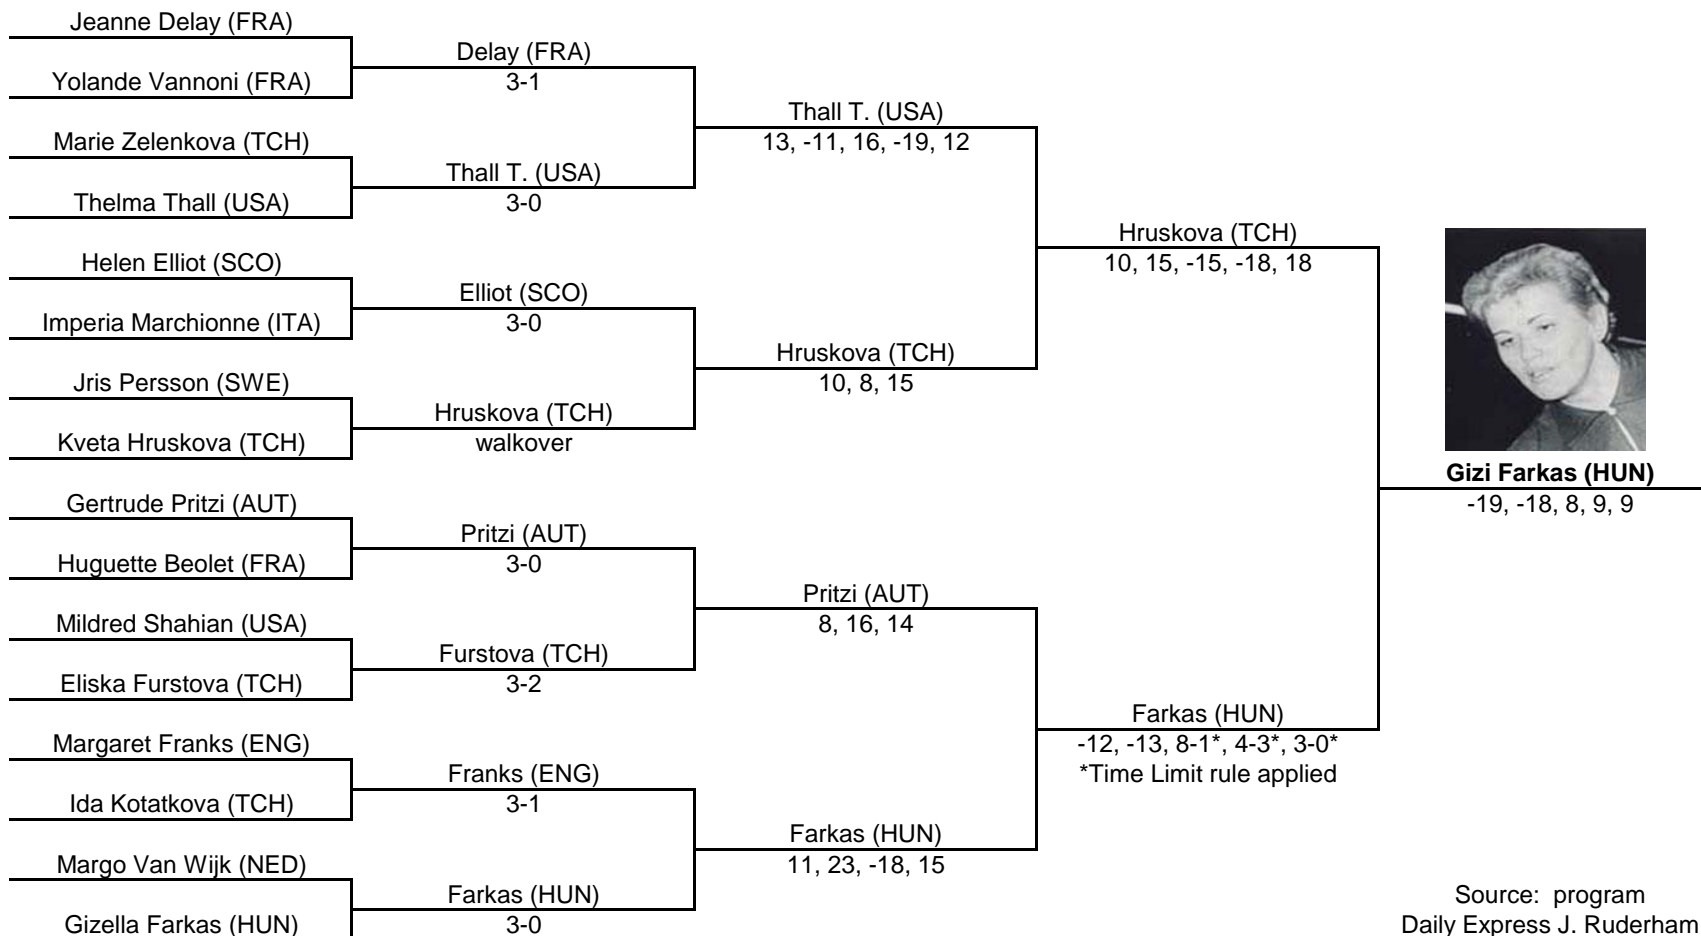 Jeanne Delay (FRA)
Yolande Vannoni (FRA)
Marie Zelenkova (TCH)
Thelma Thall (USA)
Helen Elliot (SCO)
Imperia Marchionne (ITA)
Jris Persson (SWE)
Kveta Hruskova (TCH)
Gertrude Pritzi (AUT)
Huguette Beolet (FRA)
Mildred Shahian (USA)
Eliska Furstova (TCH)
Margaret Franks (ENG)
Ida Kotatkova (TCH)
Margo Van Wijk (NED)
Gizella Farkas (HUN)
Delay (FRA)
3-1
Thall T. (USA)
3-0
Elliot (SCO)
3-0
Hruskova (TCH)
walkover
Pritzi (AUT)
3-0
Furstova (TCH)
3-2
Franks (ENG)
3-1
Farkas (HUN)
3-0
Thall T. (USA)
13, -11, 16, -19, 12
Hruskova (TCH)
10, 8, 15
Pritzi (AUT)
8, 16, 14
Farkas (HUN)
11, 23, -18, 15
Hruskova (TCH)
10, 15, -15, -18, 18
Farkas (HUN)
-12, -13, 8-1*, 4-3*, 3-0*
*Time Limit rule applied
Gizi Farkas (HUN)
-19, -18, 8, 9, 9
Source:  program
Daily Express J. Ruderham